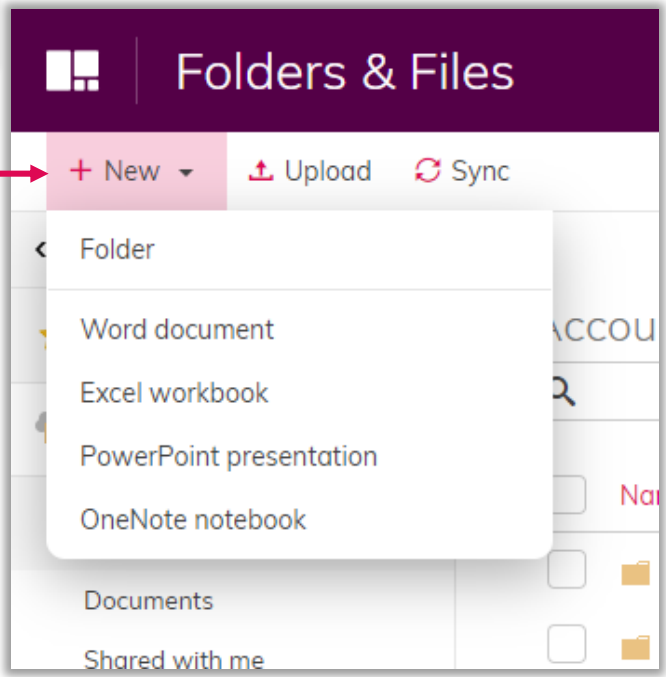 Folders & Files
+ New
Upload
Sync
Folder
Word document
Excel workbook
PowerPoint presentation
OneNote notebook
Documents
Shared with me